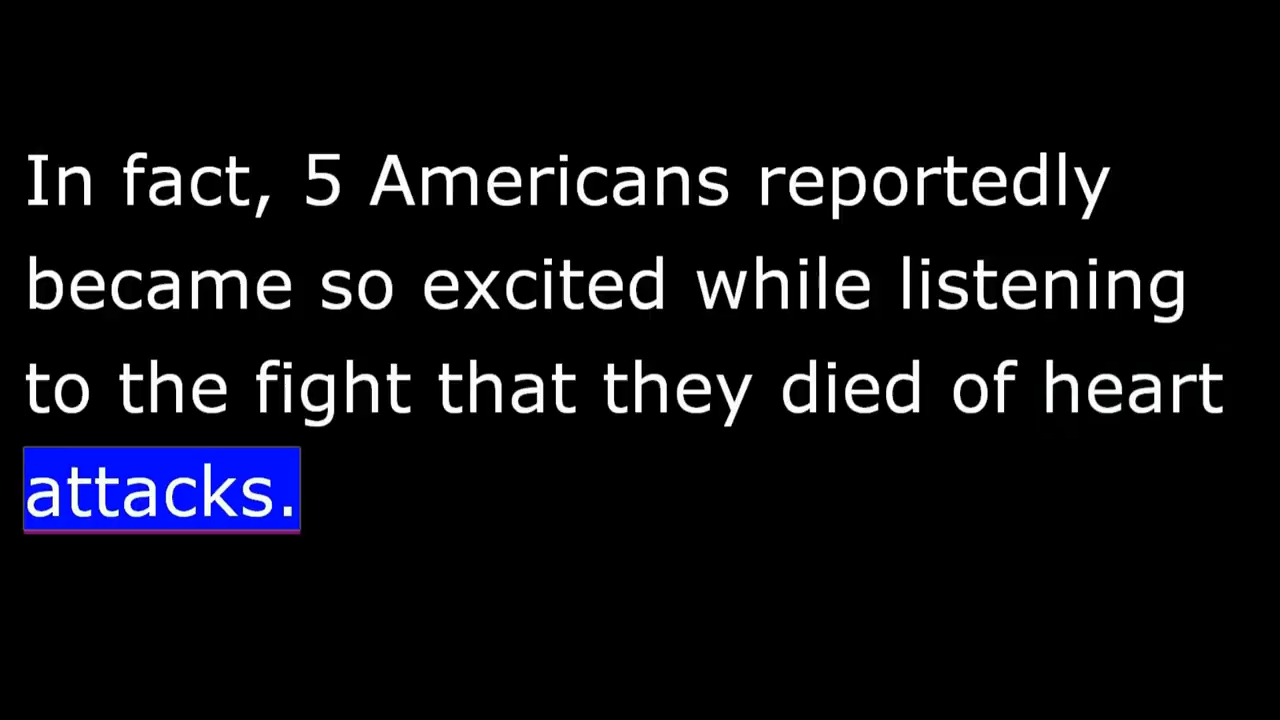 In fact, 5 Americans reportedly
became so excited while listening
to the fight that they died of heart
attacks.